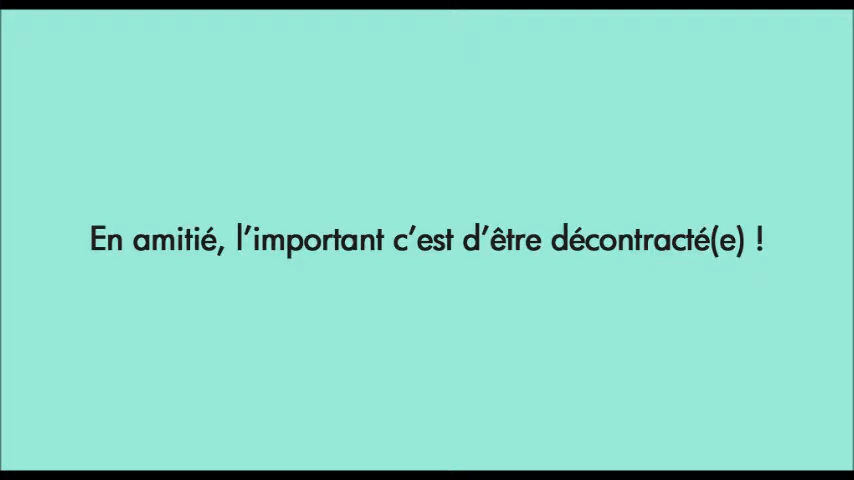 En amitié, l’important c’est d’être décontracté(e) !